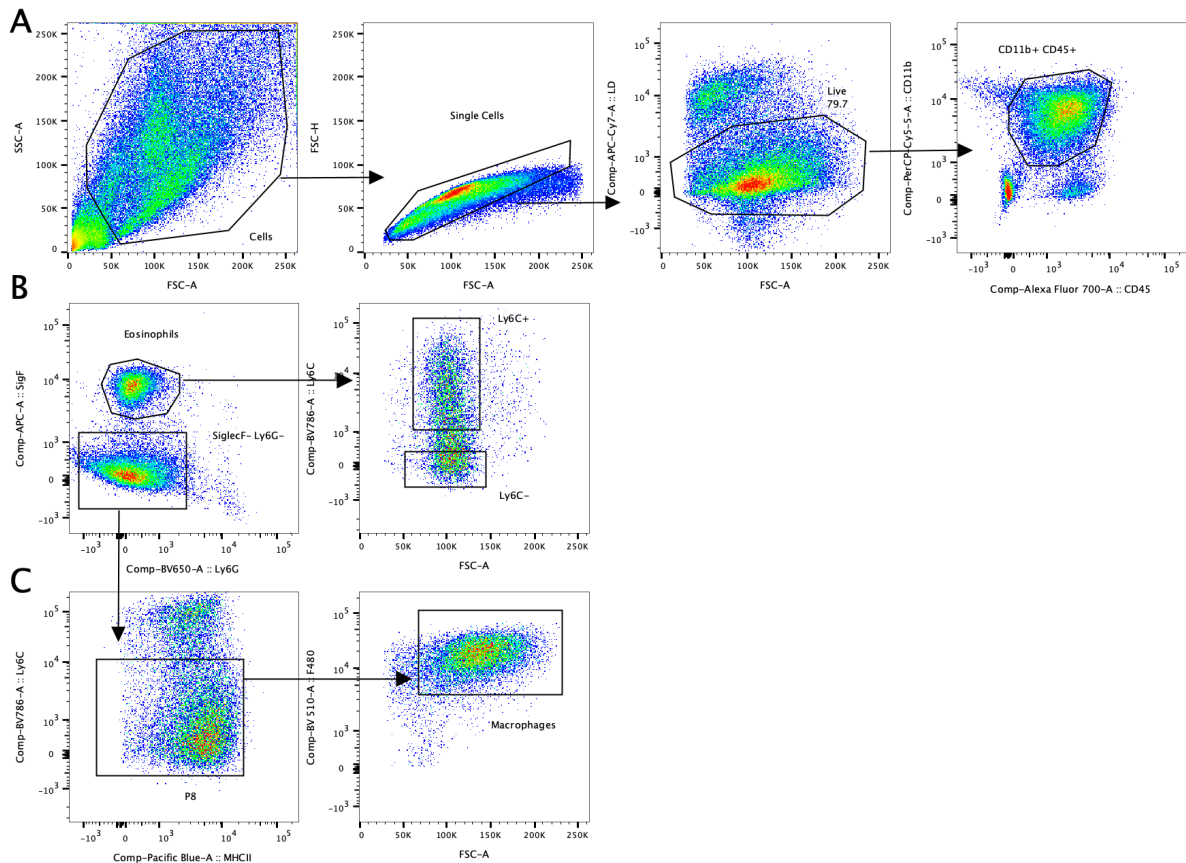 A
250K
200K
150K
100K
50K
0
SSC-A
Cells
0 50K 100K 150K 200K 250K
FSC-A
250K
200K
150K
100K
50K
0
FSC-H
Single Cells
0 50K 100K 150K 200K 250K
FSC-A
10^5
10^4
10^3
0
-10^3
Comp-APC-Cy7-A :: LD
Live
79.7
0 50K 100K 150K 200K 250K
FSC-A
10^5
10^4
10^3
0
-10^3
Comp-PerCP-Cy5-5-A :: CD11b
CD11b+ CD45+
-10^3 0 10^3 10^4 10^5
Comp-Alexa Fluor 700-A :: CD45
B
10^5
10^4
10^3
0
-10^3
Comp-APC-A :: SigF
Eosinophils
SiglecF- Ly6G-
-10^3 0 10^3 10^4 10^5
Comp-BV650-A :: Ly6G
10^5
10^4
10^3
0
-10^3
Comp-BV786-A :: Ly6C
Ly6C+
Ly6C-
0 50K 100K 150K 200K 250K
FSC-A
C
10^5
10^4
10^3
0
-10^3
Comp-BV786-A :: Ly6C
P8
-10^3 0 10^3 10^4 10^5
Comp-Pacific Blue-A :: MHCII
10^5
10^4
10^3
0
-10^3
Comp-BV 510-A :: F480
Macrophages
0 50K 100K 150K 200K 250K
FSC-A